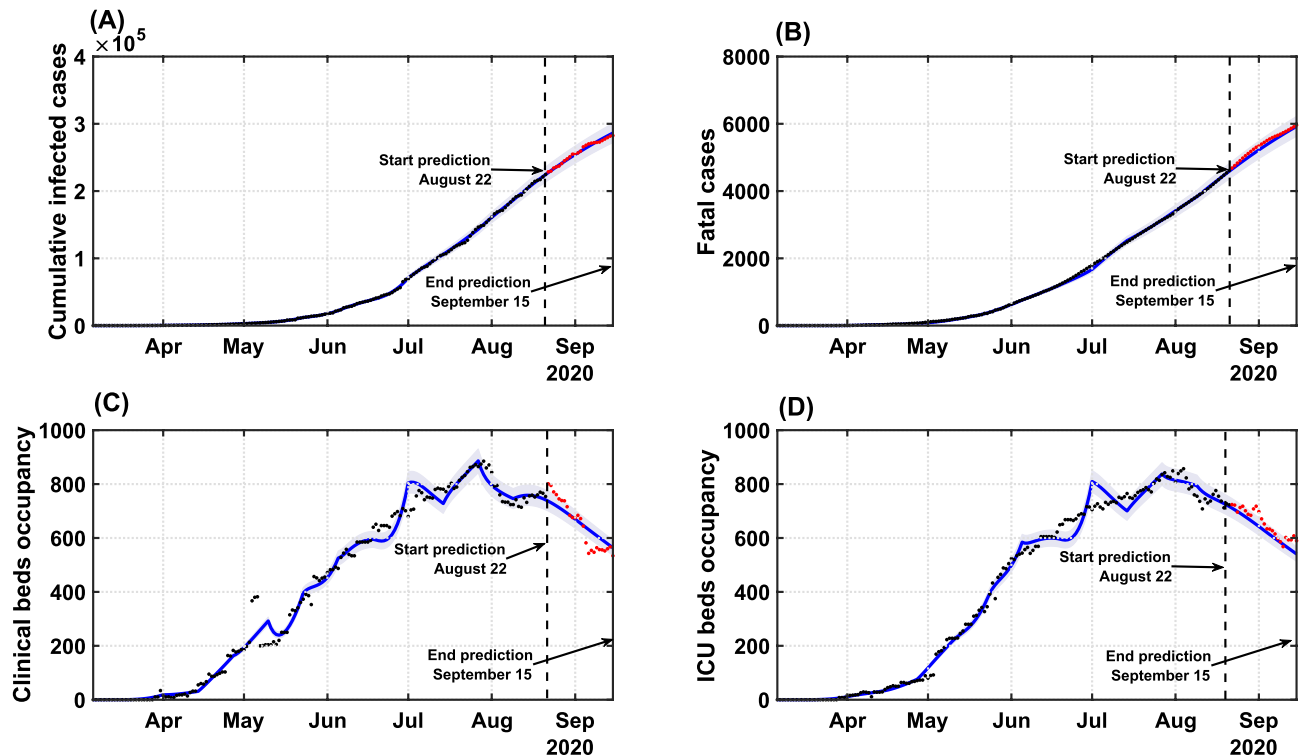 (A)
×10⁵
Cumulative infected cases
4
3
2
1
0
Start prediction
August 22
End prediction
September 15
Apr May Jun Jul Aug Sep
2020
(B)
Fatal cases
8000
6000
4000
2000
0
Start prediction
August 22
End prediction
September 15
Apr May Jun Jul Aug Sep
2020
(C)
Clinical beds occupancy
1000
800
600
400
200
0
Start prediction
August 22
End prediction
September 15
Apr May Jun Jul Aug Sep
2020
(D)
ICU beds occupancy
1000
800
600
400
200
0
Start prediction
August 22
End prediction
September 15
Apr May Jun Jul Aug Sep
2020